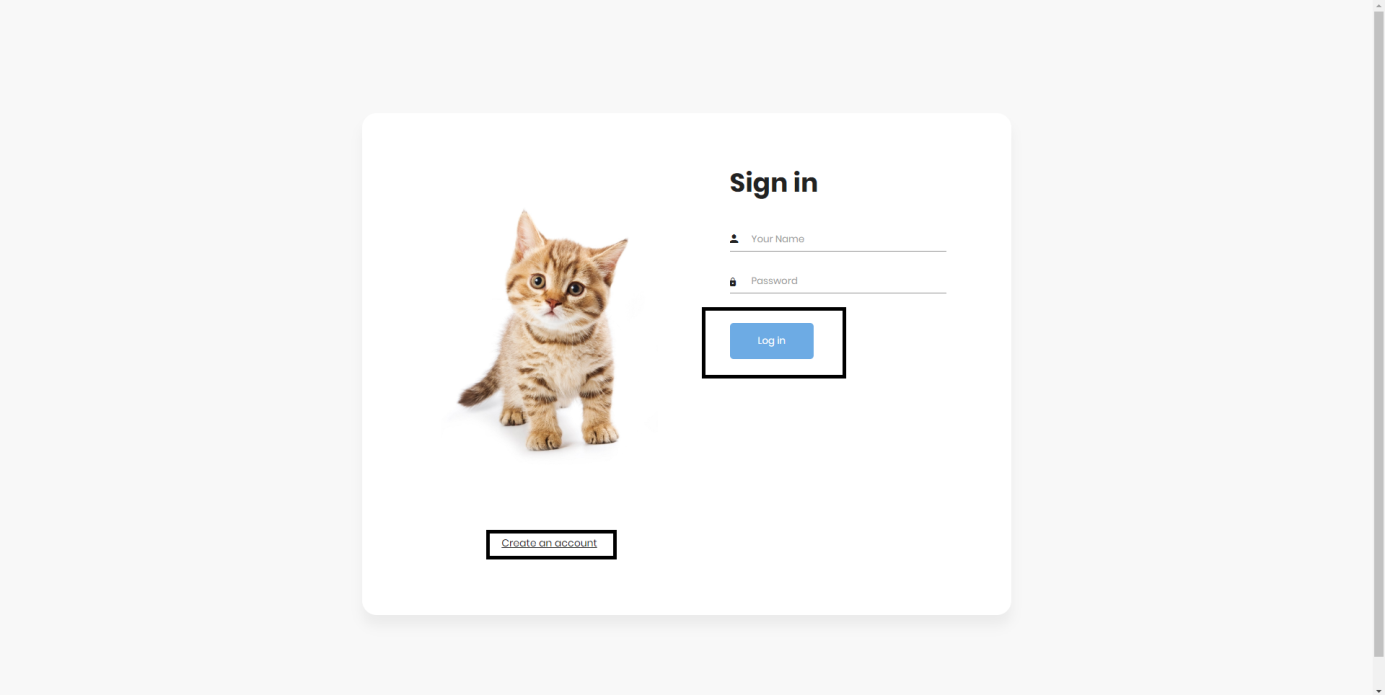 Sign in
Your Name
Password
Log in
Create an account